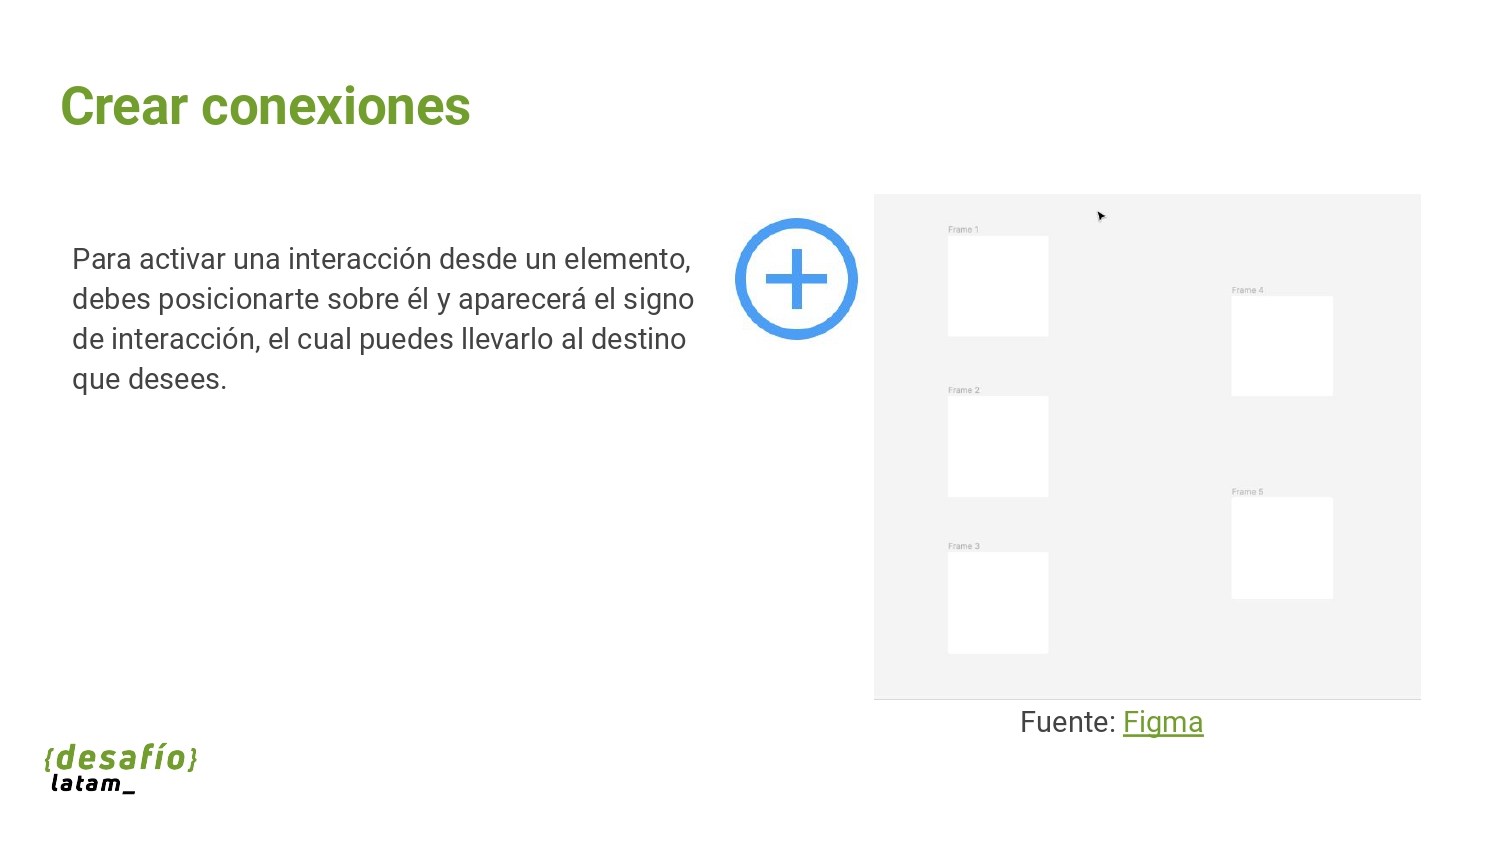 Crear conexiones
Para activar una interacción desde un elemento,
debes posicionarte sobre él y aparecerá el signo
de interacción, el cual puedes llevarlo al destino
que desees.
Frame 1
Frame 4
Frame 2
Frame 5
Frame 3
Fuente: Figma
{desafío}
latam_